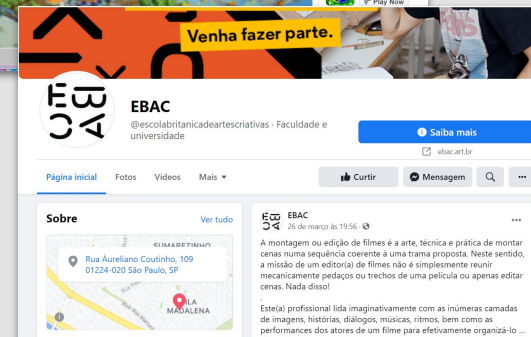 Play Now
Venha fazer parte.
EBAC
EBAC
@escolabritanicadeartescriativas · Faculdade e
universidade
Saiba mais
ebac.art.br
Página inicial
Fotos
Vídeos
Mais
Curtir
Mensagem
Sobre
Ver tudo
SUMAREZINHO
Rua Àureliano Coutinho, 109
01224-020 São Paulo, SP
VILA
MADALENA
EBAC
EBAC
26 de março às 19:56 ·
A montagem ou edição de filmes é a arte, técnica e prática de montar
cenas numa sequência coerente à uma trama proposta. Neste sentido,
a missão de um editor(a) de filmes não é simplesmente reunir
mecanicamente pedaços ou trechos de uma película ou apenas editar
cenas. Nada disso!
.
Este(a) profissional lida imaginativamente com as inúmeras camadas
de imagens, histórias, diálogos, músicas, ritmos, bem como as
performances dos atores de um filme para efetivamente organizá-lo ...